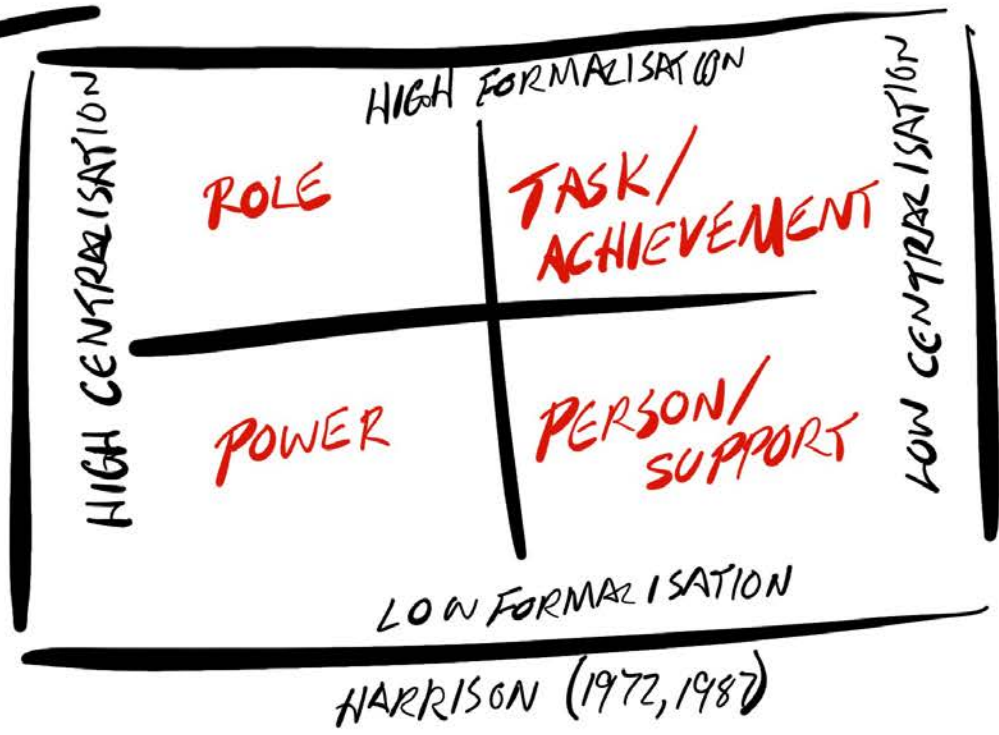 HIGH FORMALISATION
HIGH CENTRALISATION
ROLE
TASK/
ACHIEVEMENT
LOW CENTRALISATION
POWER
PERSON/
SUPPORT
LOW FORMALISATION
HARRISON (1972, 1987)